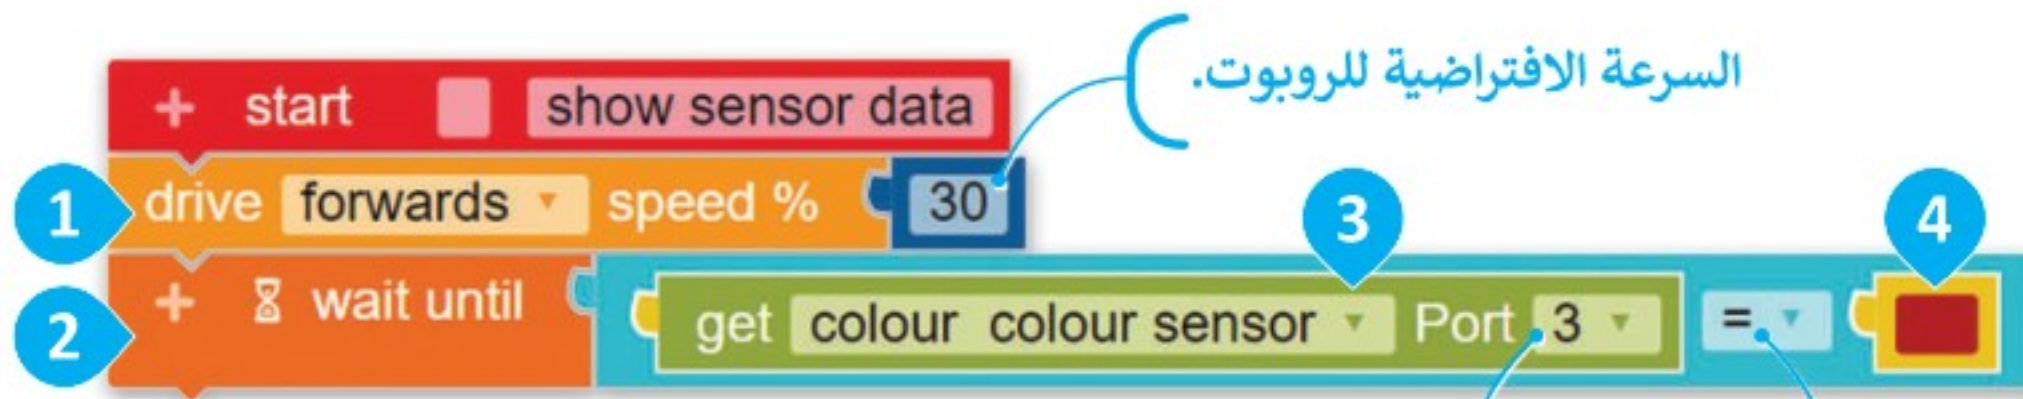 السرعة الافتراضية للروبوت.
+ start show sensor data
1 drive forwards speed % 30
3 4
2 + wait until get colour colour sensor Port 3 =